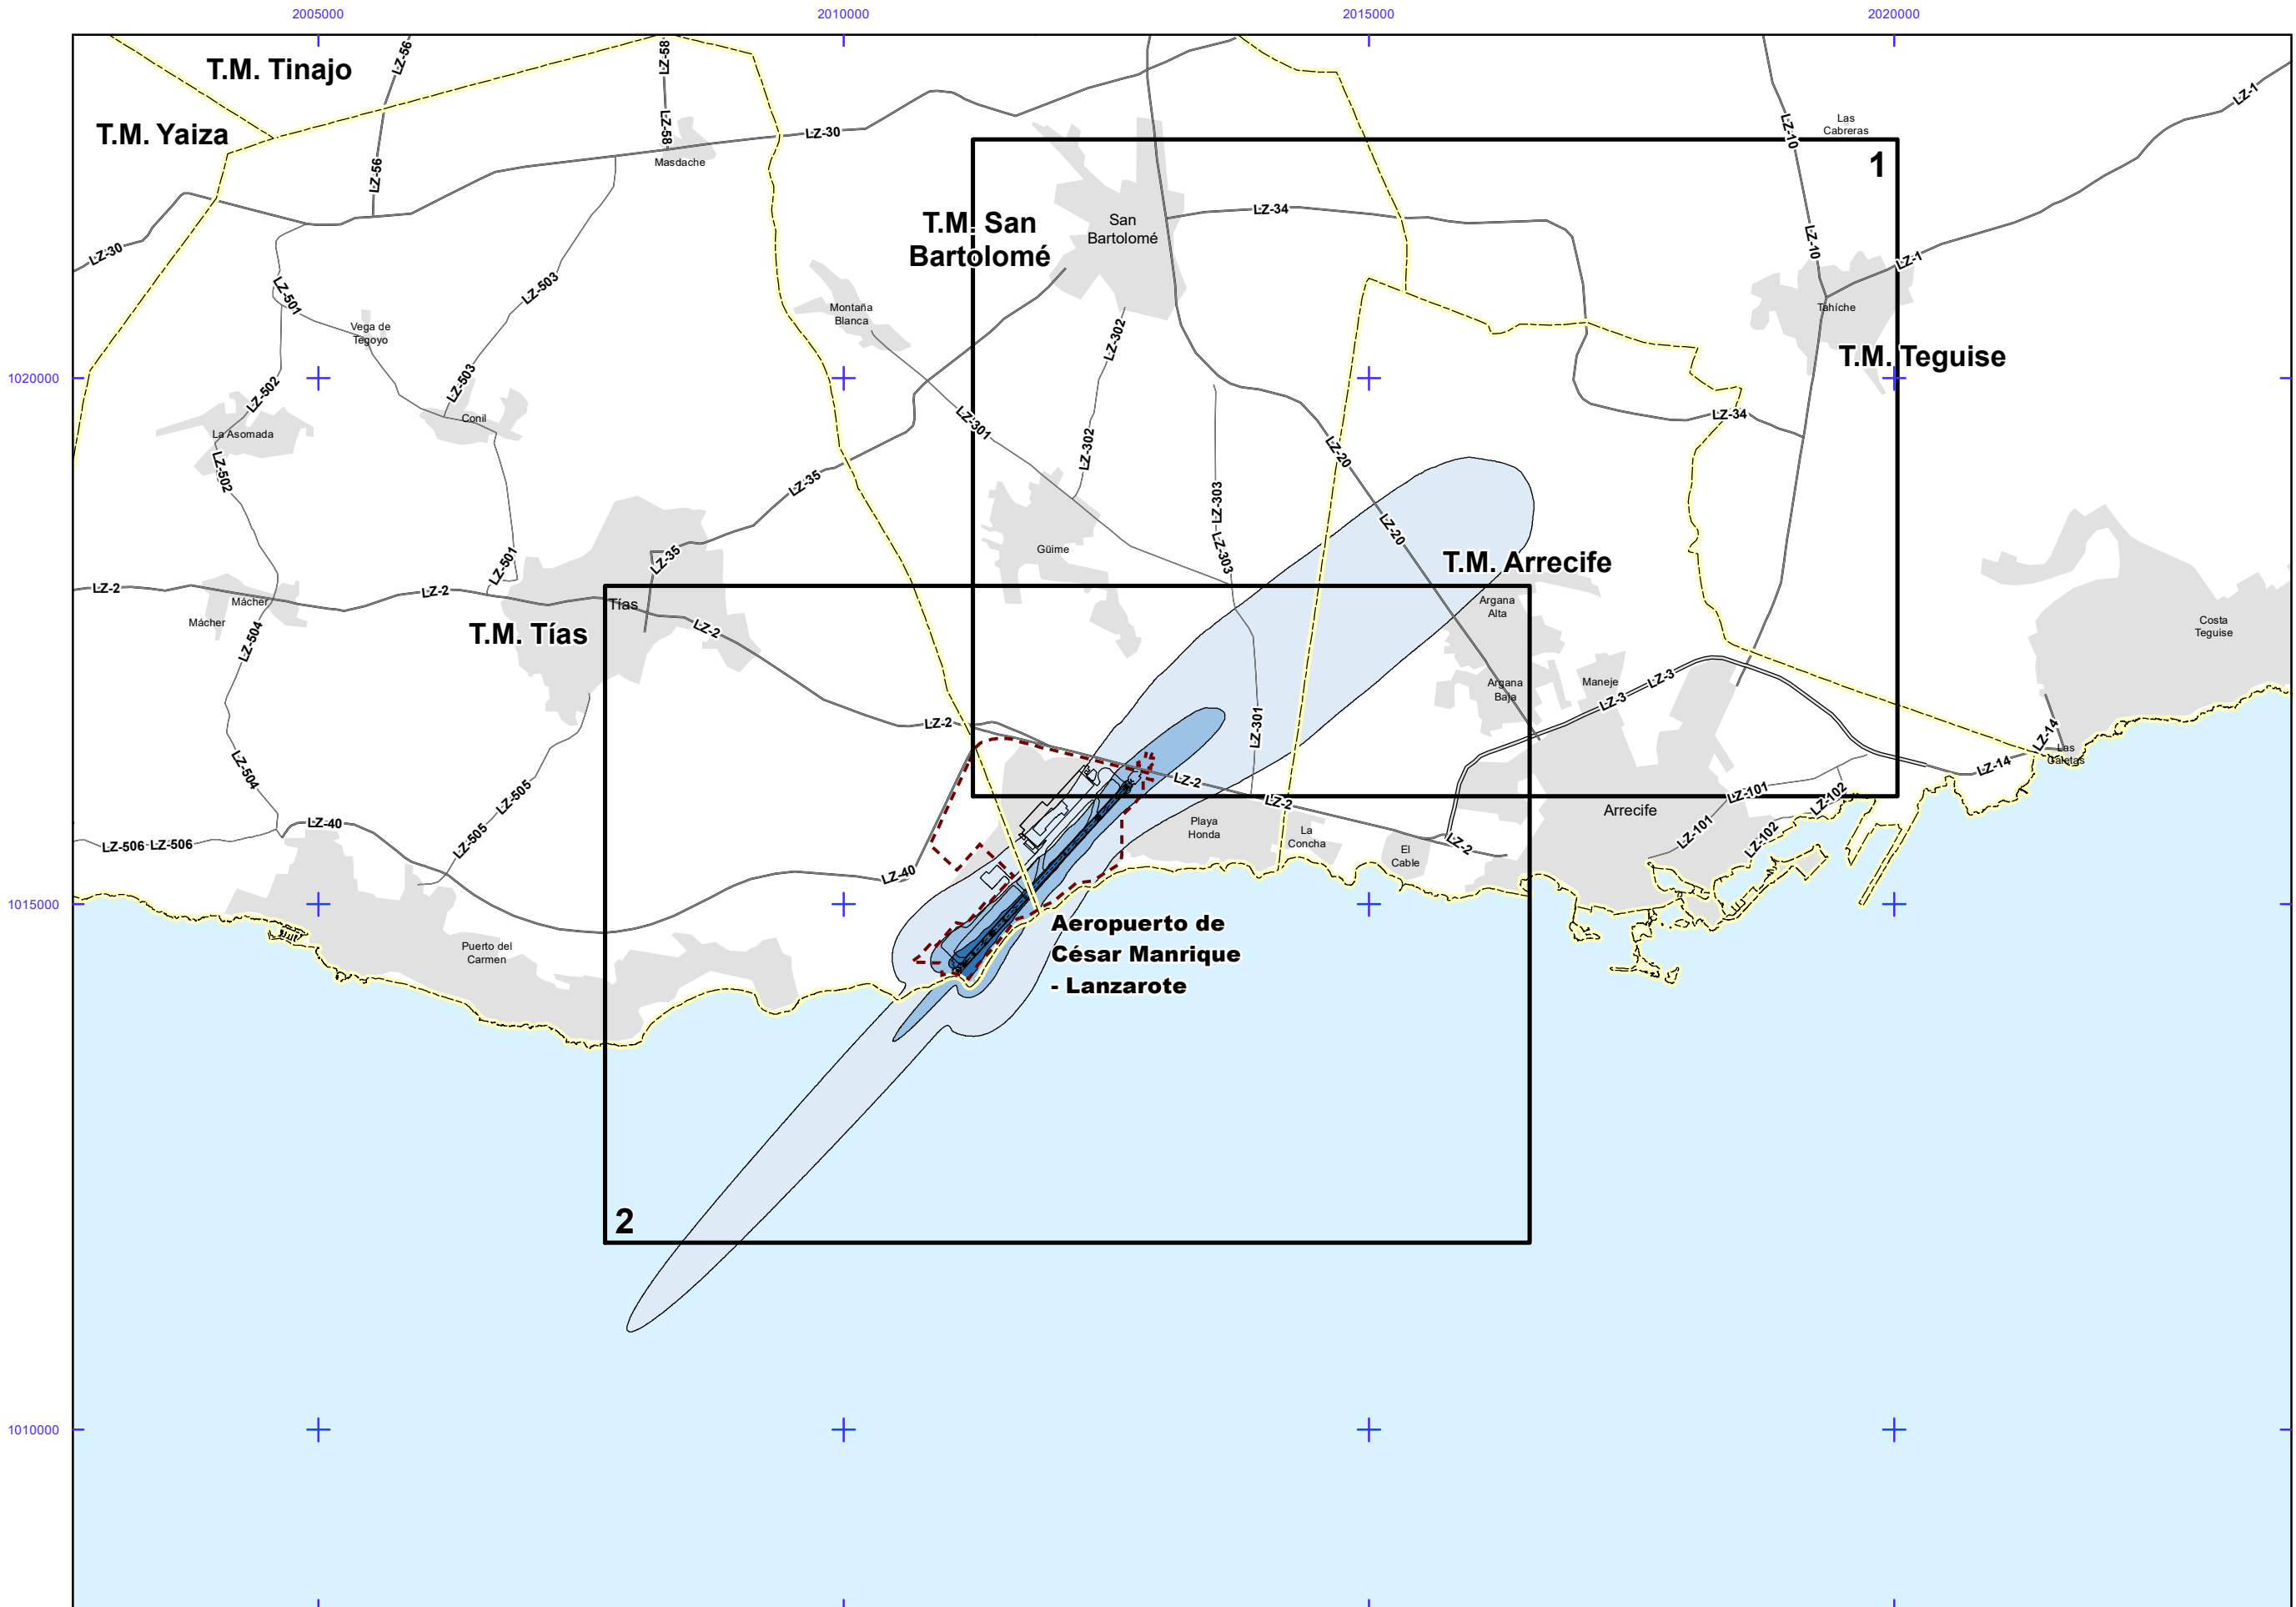 2005000
2010000
2015000
2020000
T.M. Tinajo
LZ-56
LZ-58
LZ-1
T.M. Yaiza
LZ-58
LZ-30
LZ-10
Las
Cabreras
Masdache
1
LZ-56
T.M. San
Bartolomé
San
Bartolomé
LZ-34
LZ-10
LZ-30
LZ-1
LZ-501
LZ-503
Montaña
Blanca
Tahíche
Vega de
Tegoyo
LZ-302
T.M. Teguise
1020000
LZ-502
LZ-503
Conil
LZ-301
LZ-34
La Asomada
LZ-302
LZ-20
LZ-502
LZ-35
LZ-303
LZ-20
LZ-303
Güime
LZ-35
LZ-501
T.M. Arrecife
LZ-2
LZ-2
Mácher
Tías
Argana
Alta
Mácher
LZ-504
T.M. Tías
LZ-2
Costa
Teguise
Argana
Baja
Maneje
LZ-3
LZ-3
LZ-2
LZ-301
LZ-14
Las
Caletas
LZ-504
LZ-2
LZ-14
LZ-505
LZ-2
LZ-101
LZ-102
LZ-40
Playa
Honda
La
Concha
Arrecife
LZ-506
LZ-506
LZ-505
El
Cable
LZ-2
LZ-101
LZ-102
LZ-40
1015000
Aeropuerto de
César Manrique
- Lanzarote
Puerto del
Carmen
2
1010000